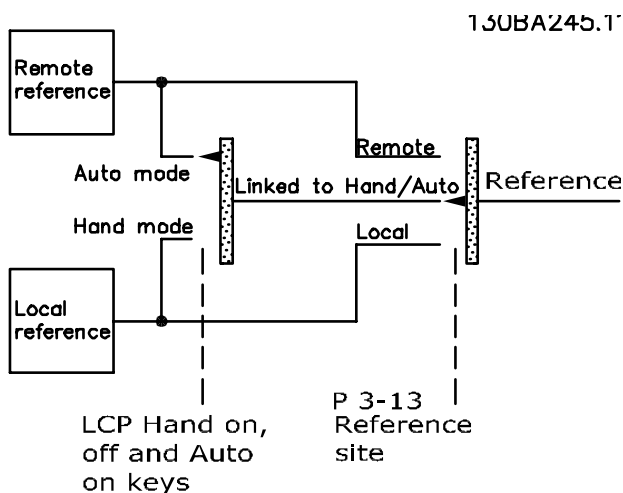 130BA245.1
Remote
reference
Remote
Auto mode
Linked to Hand/Auto
Reference
Hand mode
Local
Local
reference
P 3-13
Reference
site
LCP Hand on,
off and Auto
on keys